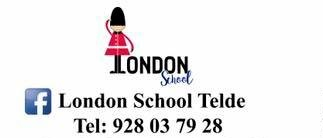 LONDON
School
f London School Telde
Tel: 928 03 79 28